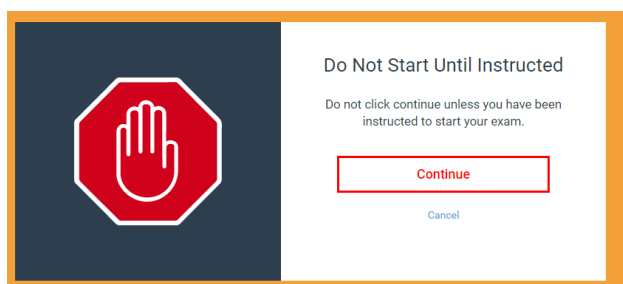 Do Not Start Until Instructed
Do not click continue unless you have been
instructed to start your exam.
Continue
Cancel